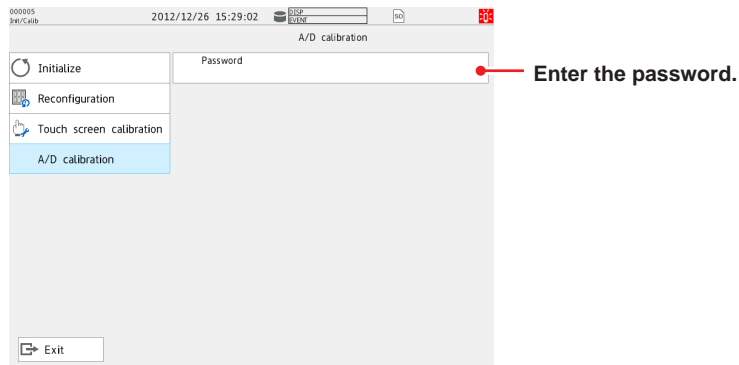 000005
Init/Calib
2012/12/26 15:29:02
DISP
EVENT
SD
A/D calibration
Initialize
Password
Enter the password.
Reconfiguration
Touch screen calibration
A/D calibration
Exit